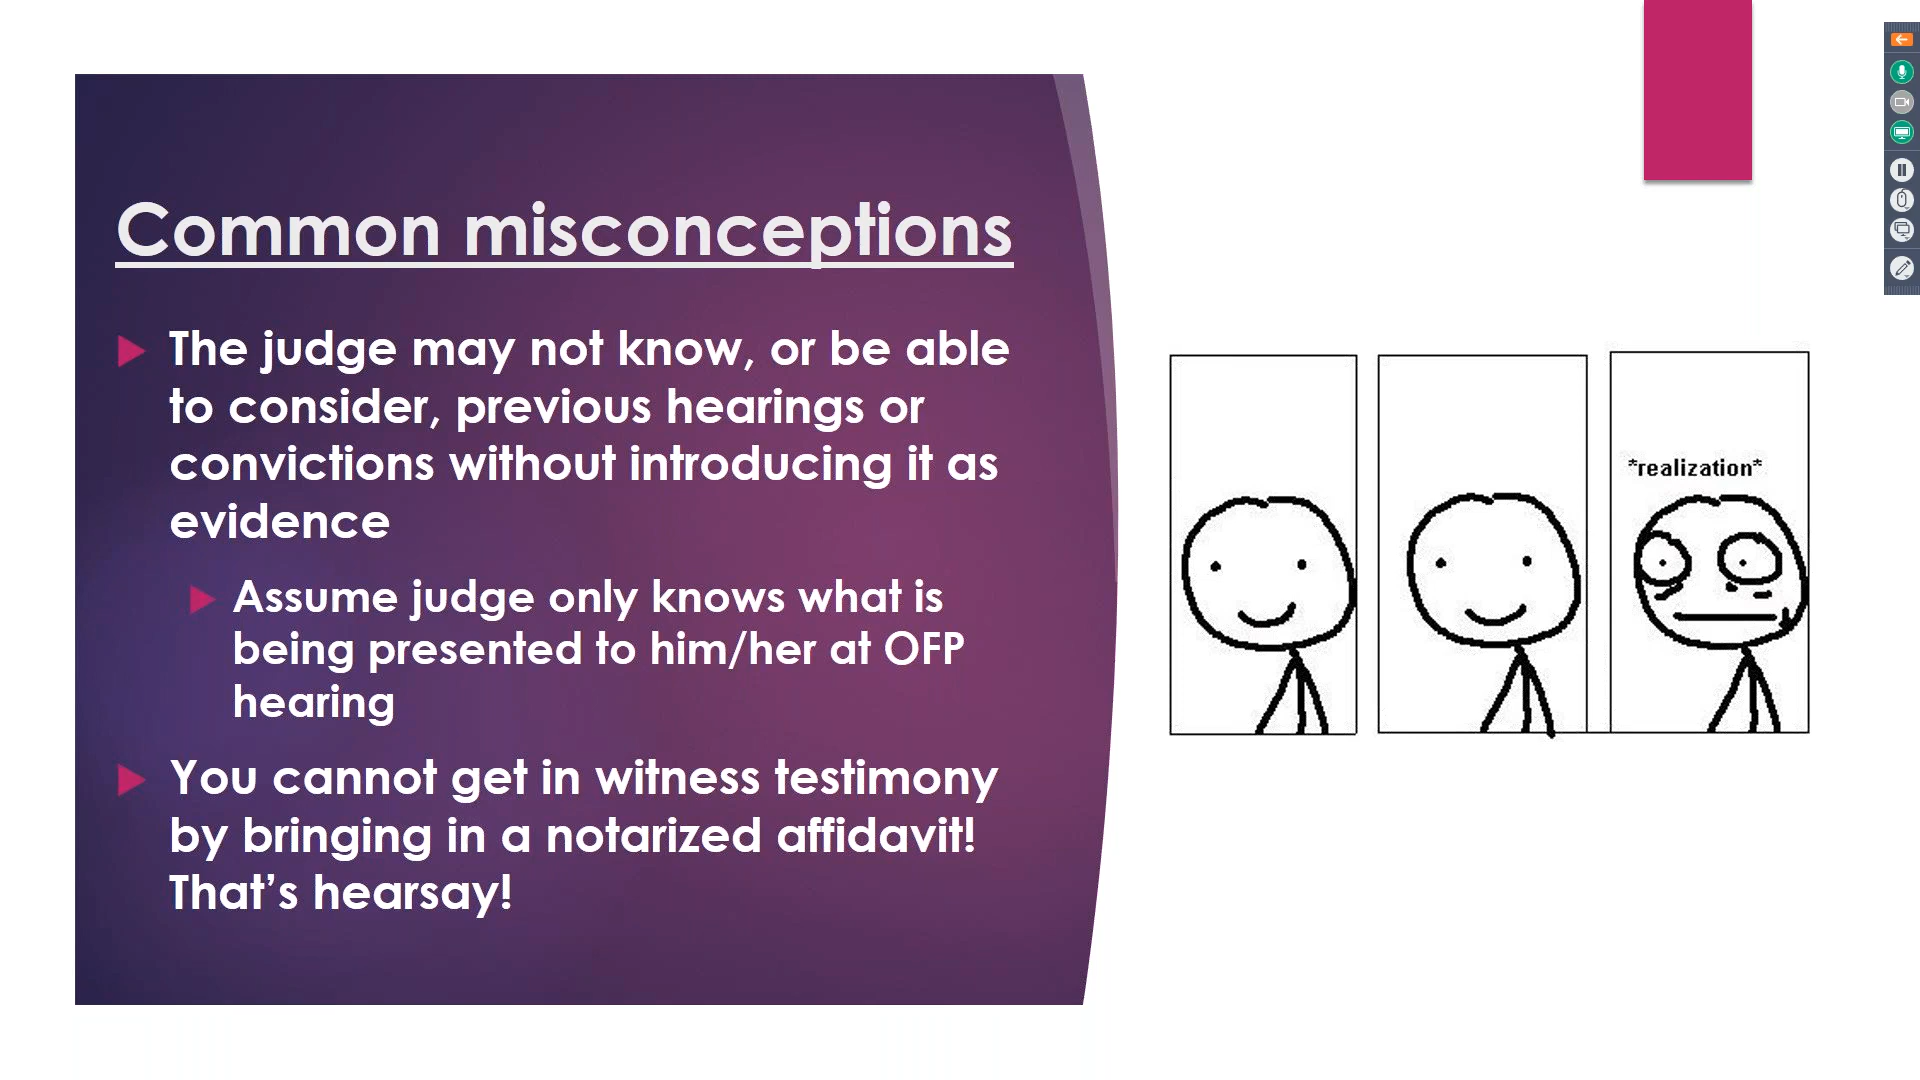 Common misconceptions
The judge may not know, or be able
to consider, previous hearings or
convictions without introducing it as
evidence
Assume judge only knows what is
being presented to him/her at OFP
hearing
You cannot get in witness testimony
by bringing in a notarized affidavit!
That’s hearsay!
*realization*